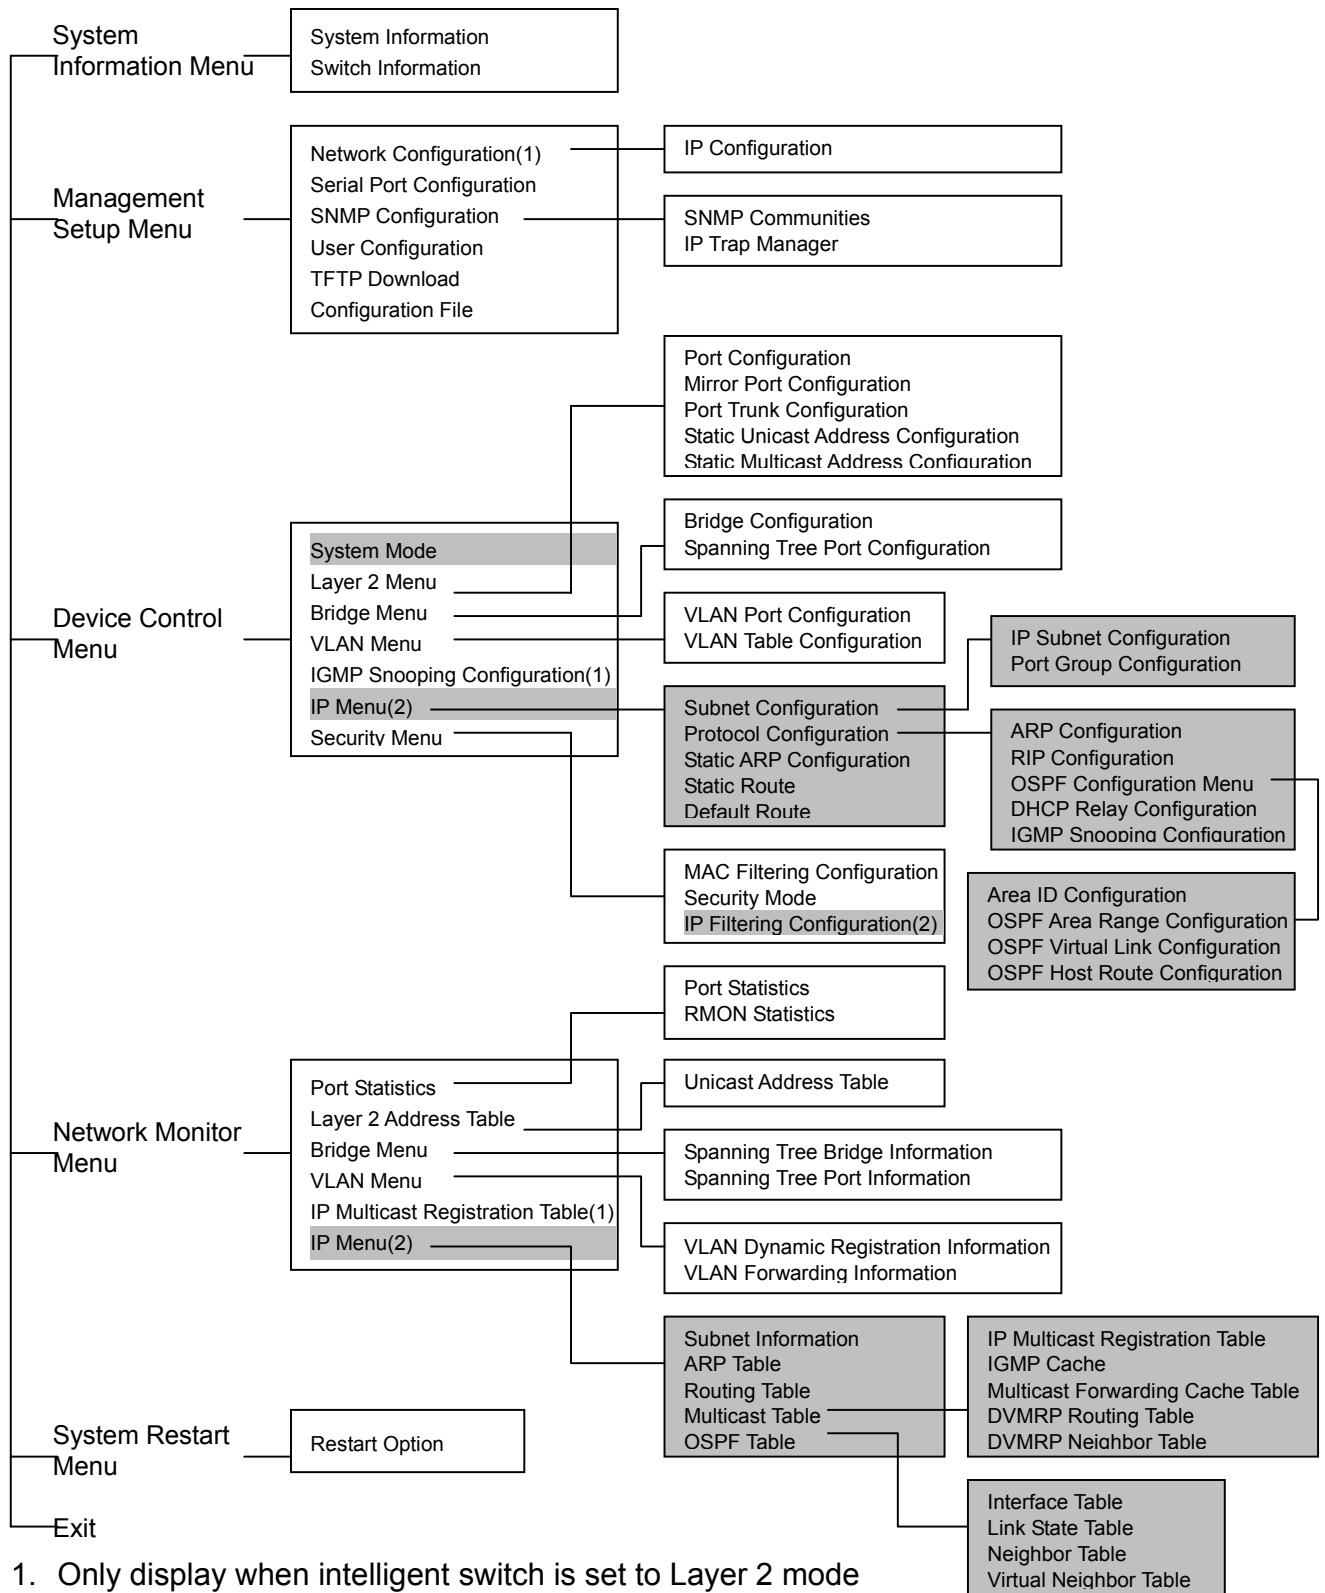 System
Information Menu
System Information
Switch Information
Management
Setup Menu
Network Configuration(1)
Serial Port Configuration
SNMP Configuration
User Configuration
TFTP Download
Configuration File
IP Configuration
SNMP Communities
IP Trap Manager
Device Control
Menu
System Mode
Layer 2 Menu
Bridge Menu
VLAN Menu
IGMP Snooping Configuration(1)
IP Menu(2)
Security Menu
Port Configuration
Mirror Port Configuration
Port Trunk Configuration
Static Unicast Address Configuration
Static Multicast Address Configuration
Bridge Configuration
Spanning Tree Port Configuration
VLAN Port Configuration
VLAN Table Configuration
Subnet Configuration
Protocol Configuration
Static ARP Configuration
Static Route
Default Route
IP Subnet Configuration
Port Group Configuration
ARP Configuration
RIP Configuration
OSPF Configuration Menu
DHCP Relay Configuration
IGMP Snooping Configuration
Area ID Configuration
OSPF Area Range Configuration
OSPF Virtual Link Configuration
OSPF Host Route Configuration
MAC Filtering Configuration
Security Mode
IP Filtering Configuration(2)
Network Monitor
Menu
Port Statistics
Layer 2 Address Table
Bridge Menu
VLAN Menu
IP Multicast Registration Table(1)
IP Menu(2)
Port Statistics
RMON Statistics
Unicast Address Table
Spanning Tree Bridge Information
Spanning Tree Port Information
VLAN Dynamic Registration Information
VLAN Forwarding Information
Subnet Information
ARP Table
Routing Table
Multicast Table
OSPF Table
IP Multicast Registration Table
IGMP Cache
Multicast Forwarding Cache Table
DVMRP Routing Table
DVMRP Neighbor Table
Interface Table
Link State Table
Neighbor Table
Virtual Neighbor Table
System Restart
Menu
Restart Option
Exit
1. Only display when intelligent switch is set to Layer 2 mode